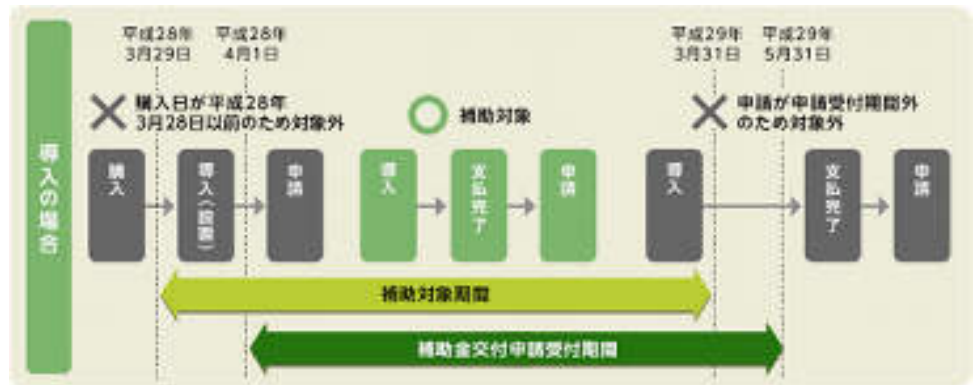 導入の場合
平成28年
3月29日
平成28年
4月1日
平成29年
3月31日
平成29年
5月31日
購入日が平成28年
3月28日以前のため対象外
補助対象
申請が申請受付期間外
のため対象外
購入
導入（設置）
申請
導入
支払完了
申請
導入
支払完了
申請
補助対象期間
補助金交付申請受付期間